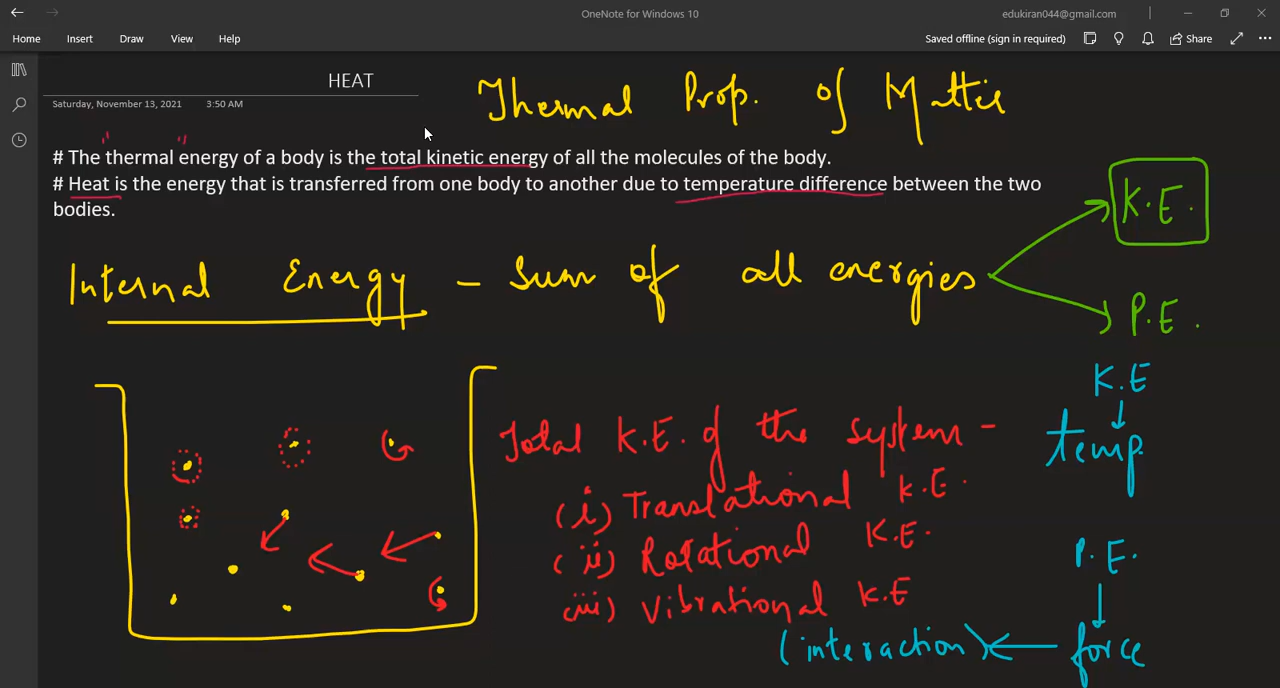 OneNote for Windows 10
edukiran044@gmail.com
Home Insert Draw View Help
Saved offline (sign in required)
Share
HEAT
Saturday, November 13, 2021 3:50 AM
Thermal Prop. of Matter
# The "thermal" energy of a body is the total kinetic energy of all the molecules of the body.
# Heat is the energy that is transferred from one body to another due to temperature difference between the two
bodies.
K.E.
Internal Energy - Sum of all energies
P.E.
K.E
temp.
Total K.E. of the system -
(i) Translational K.E.
(ii) Rotational K.E.
(iii) Vibrational K.E
P.E.
force
(interaction)